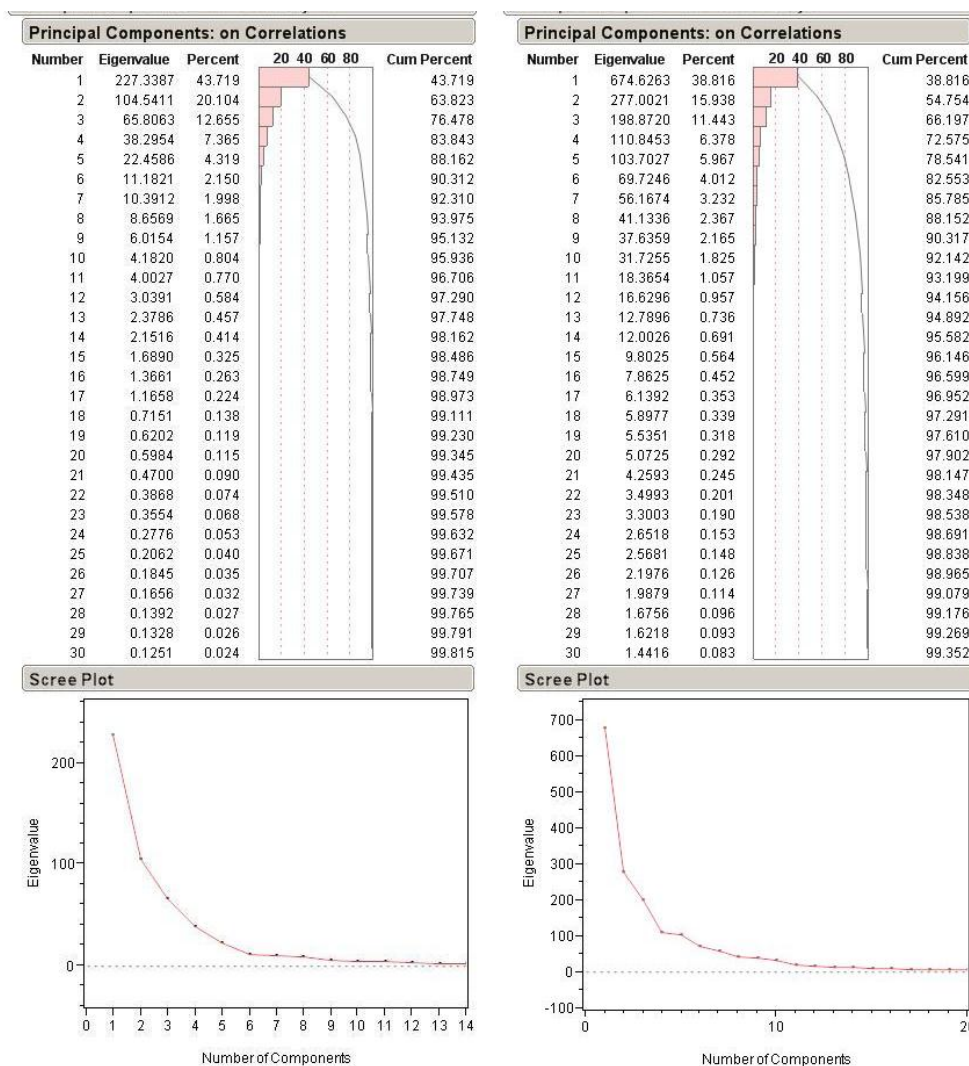 Principal Components: on Correlations
Number Eigenvalue Percent 20 40 60 80 Cum Percent
1 227.3387 43.719 43.719
2 104.5411 20.104 63.823
3 65.8063 12.655 76.478
4 38.2954 7.365 83.843
5 22.4586 4.319 88.162
6 11.1821 2.150 90.312
7 10.3912 1.998 92.310
8 8.6569 1.665 93.975
9 6.0154 1.157 95.132
10 4.1820 0.804 95.936
11 4.0027 0.770 96.706
12 3.0391 0.584 97.290
13 2.3786 0.457 97.748
14 2.1516 0.414 98.162
15 1.6890 0.325 98.486
16 1.3661 0.263 98.749
17 1.1658 0.224 98.973
18 0.7151 0.138 99.111
19 0.6202 0.119 99.230
20 0.5984 0.115 99.345
21 0.4700 0.090 99.435
22 0.3868 0.074 99.510
23 0.3554 0.068 99.578
24 0.2776 0.053 99.632
25 0.2062 0.040 99.671
26 0.1845 0.035 99.707
27 0.1656 0.032 99.739
28 0.1392 0.027 99.765
29 0.1328 0.026 99.791
30 0.1251 0.024 99.815
Scree Plot
200
100
0
Eigenvalue
0 1 2 3 4 5 6 7 8 9 10 11 12 13 14
Number of Components
Principal Components: on Correlations
Number Eigenvalue Percent 20 40 60 80 Cum Percent
1 674.6263 38.816 38.816
2 277.0021 15.938 54.754
3 198.8720 11.443 66.197
4 110.8453 6.378 72.575
5 103.7027 5.967 78.541
6 69.7246 4.012 82.553
7 56.1674 3.232 85.785
8 41.1336 2.367 88.152
9 37.6359 2.165 90.317
10 31.7255 1.825 92.142
11 18.3654 1.057 93.199
12 16.6296 0.957 94.156
13 12.7896 0.736 94.892
14 12.0026 0.691 95.582
15 9.8025 0.564 96.146
16 7.8625 0.452 96.599
17 6.1392 0.353 96.952
18 5.8977 0.339 97.291
19 5.5351 0.318 97.610
20 5.0725 0.292 97.902
21 4.2593 0.245 98.147
22 3.4993 0.201 98.348
23 3.3003 0.190 98.538
24 2.6518 0.153 98.691
25 2.5681 0.148 98.838
26 2.1976 0.126 98.965
27 1.9879 0.114 99.079
28 1.6756 0.096 99.176
29 1.6218 0.093 99.269
30 1.4416 0.083 99.352
Scree Plot
700
600
500
400
300
200
100
0
-100
Eigenvalue
0 10
Number of Components